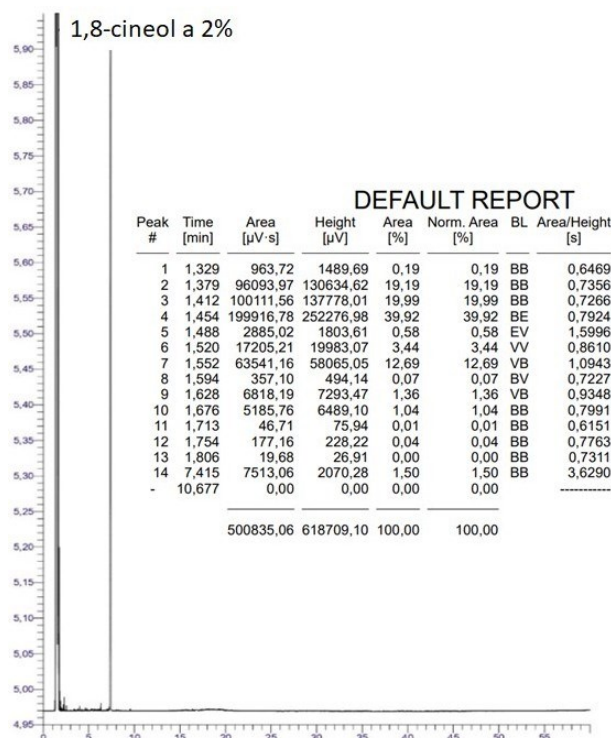 1,8-cineol a 2%
5,90
5,85
5,80
5,75
5,70
5,65
5,60
5,55
5,50
5,45
5,40
5,35
5,30
5,25
5,20
5,15
5,10
5,05
5,00
4,95
DEFAULT REPORT
Peak Time Area Height Area Norm. Area BL Area/Height
# [min] [µV·s] [µV] [%] [%] [s]
1 1,329 963,72 1489,69 0,19 0,19 BB 0,6469
2 1,379 96093,97 130634,62 19,19 19,19 BB 0,7356
3 1,412 100111,56 137778,01 19,99 19,99 BB 0,7266
4 1,454 199916,78 252276,98 39,92 39,92 BE 0,7924
5 1,488 2885,02 1803,61 0,58 0,58 EV 1,5996
6 1,520 17205,21 19983,07 3,44 3,44 VV 0,8610
7 1,552 63541,16 58065,05 12,69 12,69 VB 1,0943
8 1,594 357,10 494,14 0,07 0,07 BV 0,7227
9 1,628 6818,19 7293,47 1,36 1,36 VB 0,9348
10 1,676 5185,76 6489,10 1,04 1,04 BB 0,7991
11 1,713 46,71 75,94 0,01 0,01 BB 0,6151
12 1,754 177,16 228,22 0,04 0,04 BB 0,7763
13 1,806 19,68 26,91 0,00 0,00 BB 0,7311
14 7,415 7513,06 2070,28 1,50 1,50 BB 3,6290
- 10,677 0,00 0,00 0,00 0,00 ----------
500835,06 618709,10 100,00 100,00
0 5 10 15 20 25 30 35 40 45 50 55